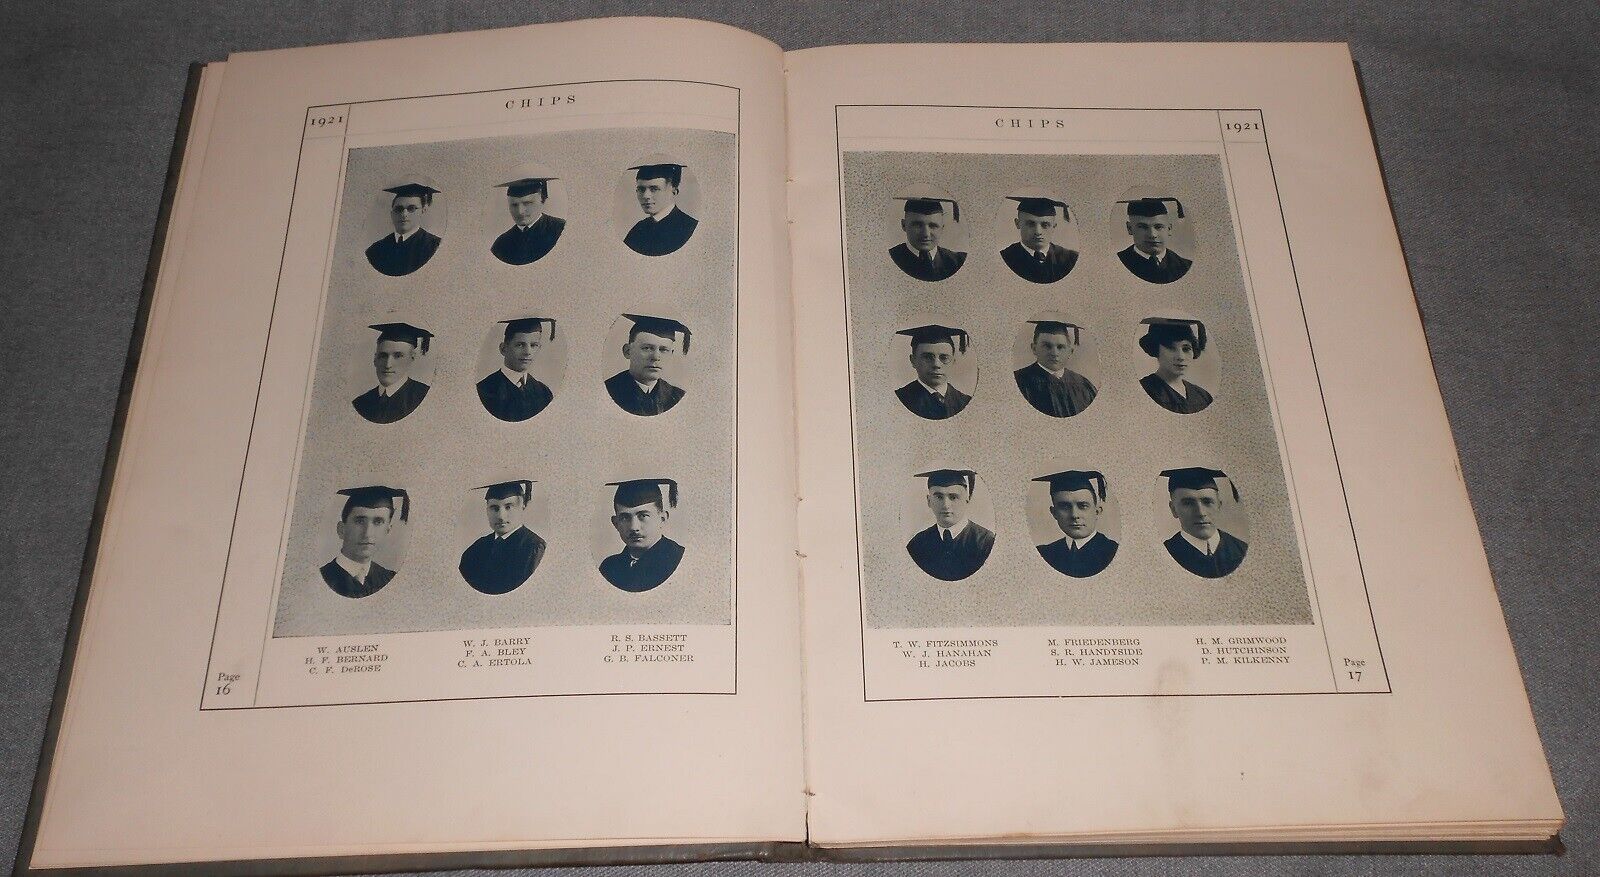 CHIPS
1921
W. AUSLEN W. J. BARRY R. S. BASSETT
H. F. BERNARD F. A. BLEY J. P. ERNEST
C. F. DeROSE C. A. ERTOLA G. B. FALCONER
Page
16
CHIPS
1921
T. W. FITZSIMMONS M. FRIEDENBERG H. M. GRIMWOOD
W. J. HANAHAN S. R. HANDYSIDE D. HUTCHINSON
H. JACOBS H. W. JAMESON P. M. KILKENNY
Page
17